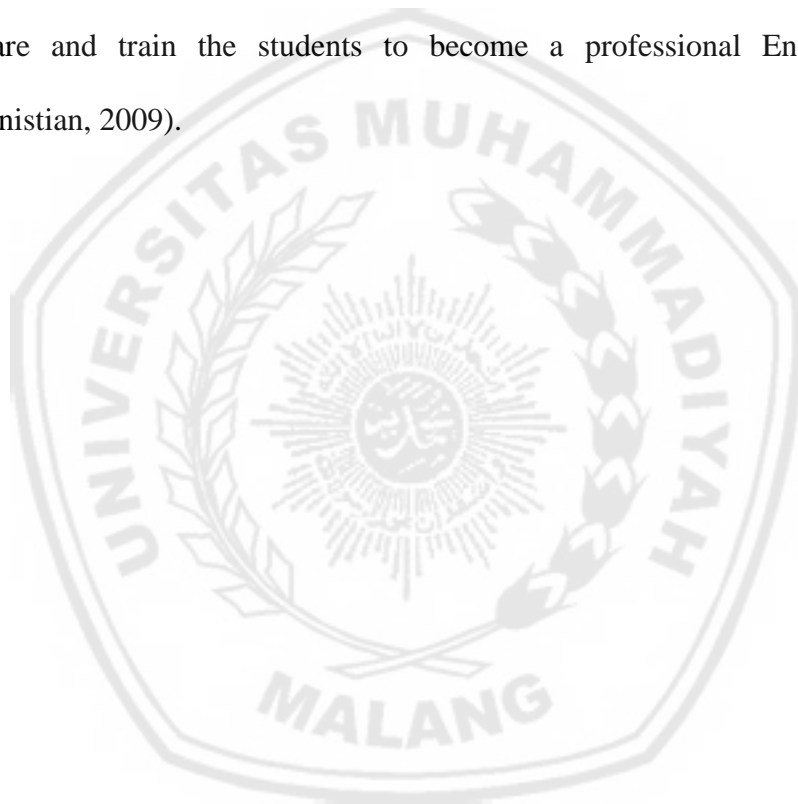 are and train the students to become a professional En
nistian, 2009).
UNIVERSITAS MUHAMMADIYAH
MALANG